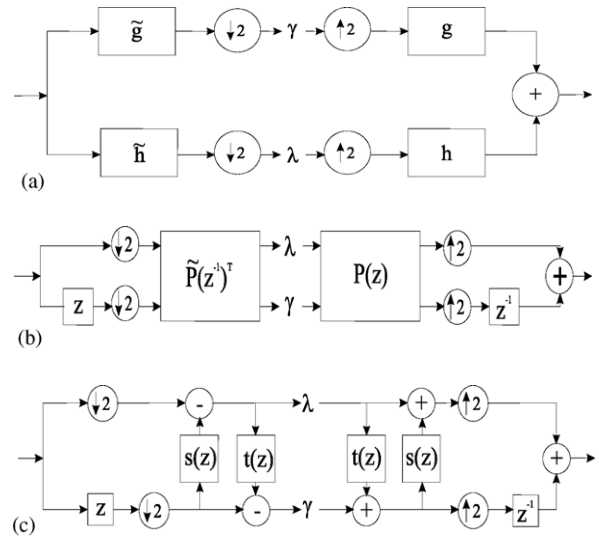 g̃ ↓2 γ ↑2 g
+
h̃ ↓2 λ ↑2 h
(a)
↓2 P̃(z⁻¹)ᵀ λ P(z) ↑2
+
z ↓2 γ ↑2 z⁻¹
(b)
↓2 - λ + ↑2
s(z) t(z) t(z) s(z) +
z ↓2 - γ + ↑2 z⁻¹
(c)